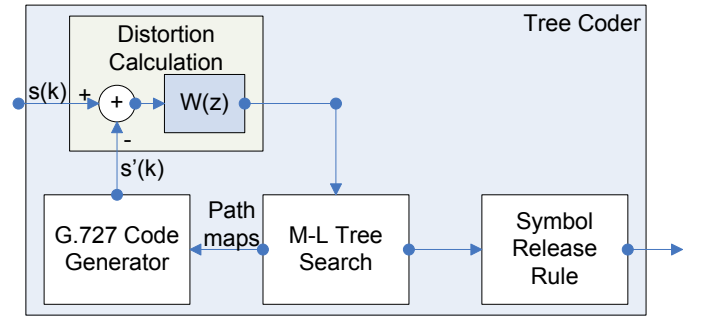 Tree Coder
Distortion
Calculation
s(k)
+
+
W(z)
-
s'(k)
G.727 Code
Generator
Path
maps
M-L Tree
Search
Symbol
Release
Rule